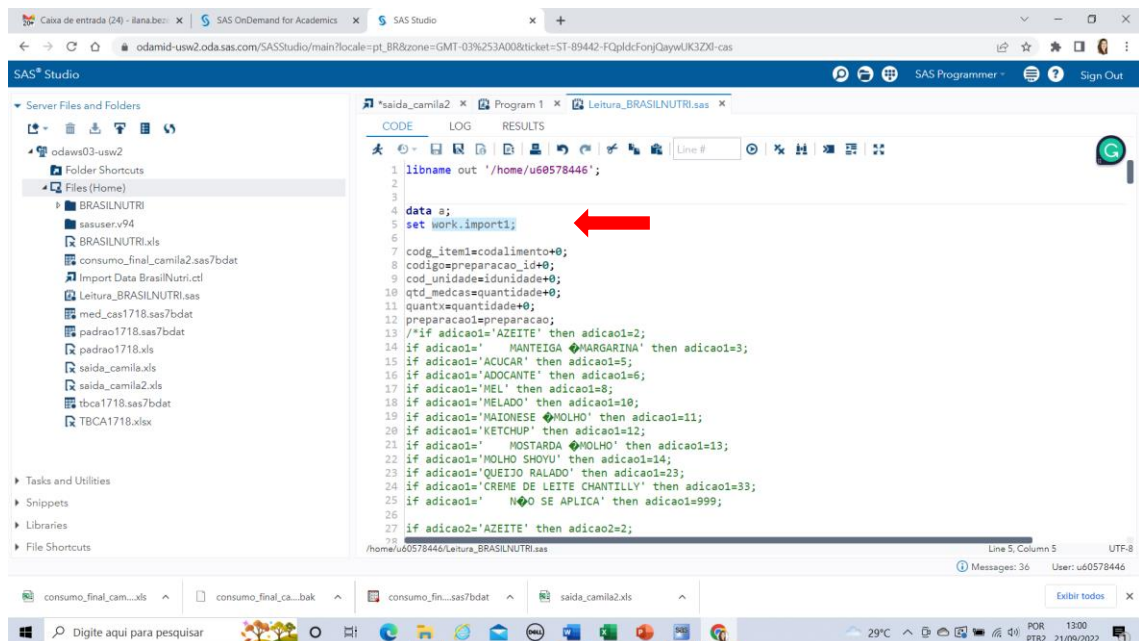 Caixa de entrada (24) - ilana.bez
SAS OnDemand for Academics
SAS Studio
odamid-usw2.oda.sas.com/SASStudio/main?locale=pt_BR&zone=GMT-03%253A00&ticket=ST-89442-FQpldcFonjQaywUK3ZXl-cas
SAS® Studio
SAS Programmer
Sign Out
Server Files and Folders
odaws03-usw2
Folder Shortcuts
Files (Home)
BRASILNUTRI
sasuser.v94
BRASILNUTRI.xls
consumo_final_camila2.sas7bdat
Import Data BrasilNutri.ctl
Leitura_BRASILNUTRI.sas
med_cas1718.sas7bdat
padrao1718.sas7bdat
padrao1718.xls
saida_camila.xls
saida_camila2.xls
tbca1718.sas7bdat
TBCA1718.xlsx
Tasks and Utilities
Snippets
Libraries
File Shortcuts
*saida_camila2
Program 1
Leitura_BRASILNUTRI.sas
CODE LOG RESULTS
Line #
1 libname out '/home/u60578446';
2
3
4 data a;
5 set work.import1;
6
7 codg_item1=codalimento+0;
8 codigo=preparacao_id+0;
9 cod_unidade=idunidade+0;
10 qtd_medcas=quantidade+0;
11 quantx=quantidade+0;
12 preparacao1=preparacao;
13 /*if adicao1='AZEITE' then adicao1=2;
14 if adicao1='    MANTEIGA �MARGARINA' then adicao1=3;
15 if adicao1='ACUCAR' then adicao1=5;
16 if adicao1='ADOCANTE' then adicao1=6;
17 if adicao1='MEL' then adicao1=8;
18 if adicao1='MELADO' then adicao1=10;
19 if adicao1='MAIONESE �MOLHO' then adicao1=11;
20 if adicao1='KETCHUP' then adicao1=12;
21 if adicao1='    MOSTARDA �MOLHO' then adicao1=13;
22 if adicao1='MOLHO SHOYU' then adicao1=14;
23 if adicao1='QUEIJO RALADO' then adicao1=23;
24 if adicao1='CREME DE LEITE CHANTILLY' then adicao1=33;
25 if adicao1='    N�O SE APLICA' then adicao1=999;
26
27 if adicao2='AZEITE' then adicao2=2;
28
/home/u60578446/Leitura_BRASILNUTRI.sas
Line 5, Column 5
UTF-8
Messages: 36
User: u60578446
consumo_final_cam....xls
consumo_final_ca....bak
consumo_fin....sas7bdat
saida_camila2.xls
Exibir todos
Digite aqui para pesquisar
29°C
POR
PTB2
13:00
21/09/2022